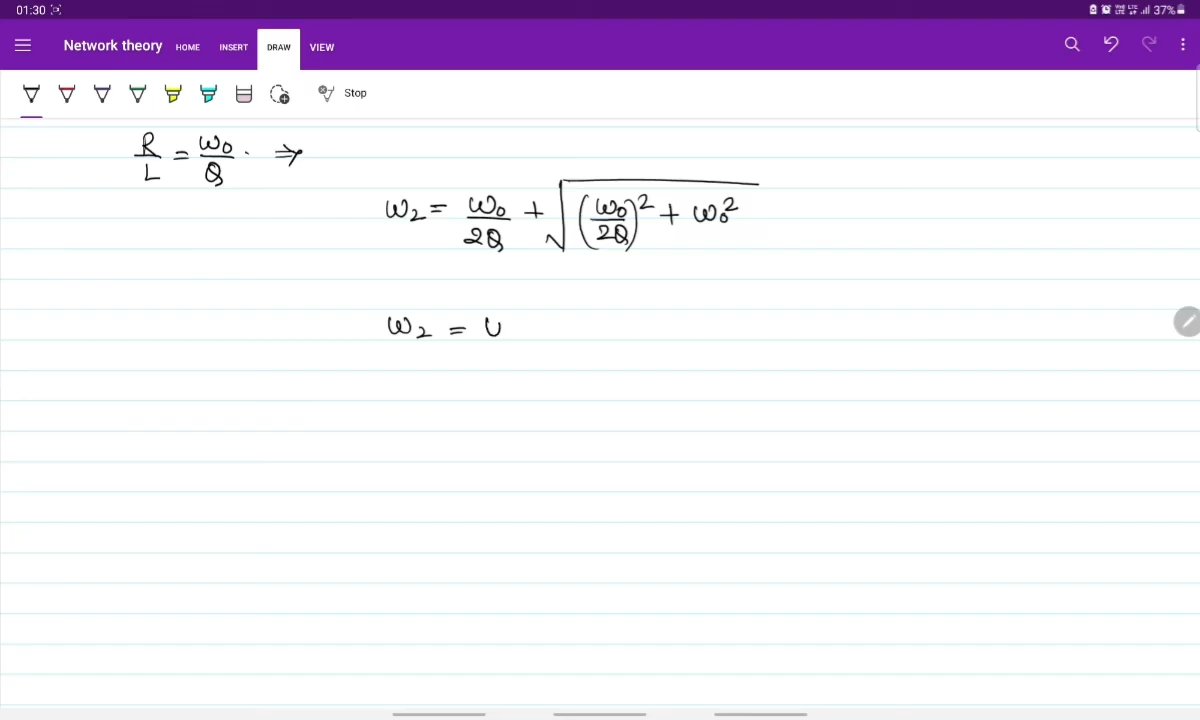 01:30 37%
Network theory HOME INSERT DRAW VIEW
Stop
R/L = ω₀/Q . ⇒
ω₂ = ω₀/2Q + √((ω₀/2Q)² + ω₀²)
ω₂ = υ